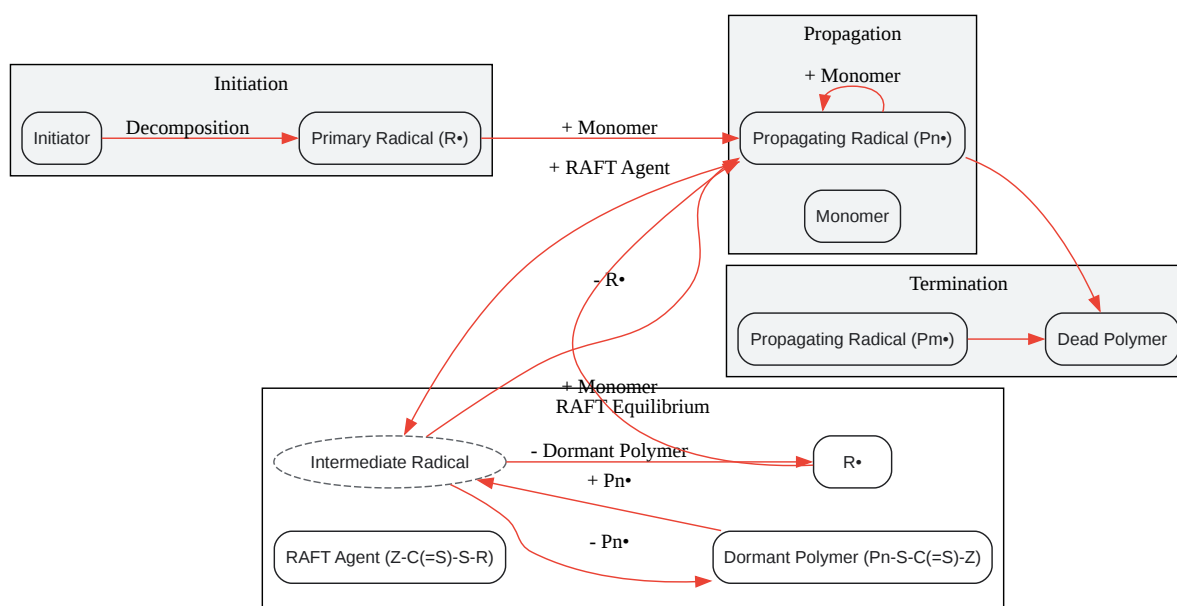 Propagation
+ Monomer
Initiation
Initiator
Decomposition
Primary Radical (R•)
+ Monomer
Propagating Radical (Pn•)
+ RAFT Agent
Monomer
- R•
Termination
Propagating Radical (Pm•)
Dead Polymer
+ Monomer
RAFT Equilibrium
Intermediate Radical
- Dormant Polymer
R•
+ Pn•
- Pn•
RAFT Agent (Z-C(=S)-S-R)
Dormant Polymer (Pn-S-C(=S)-Z)